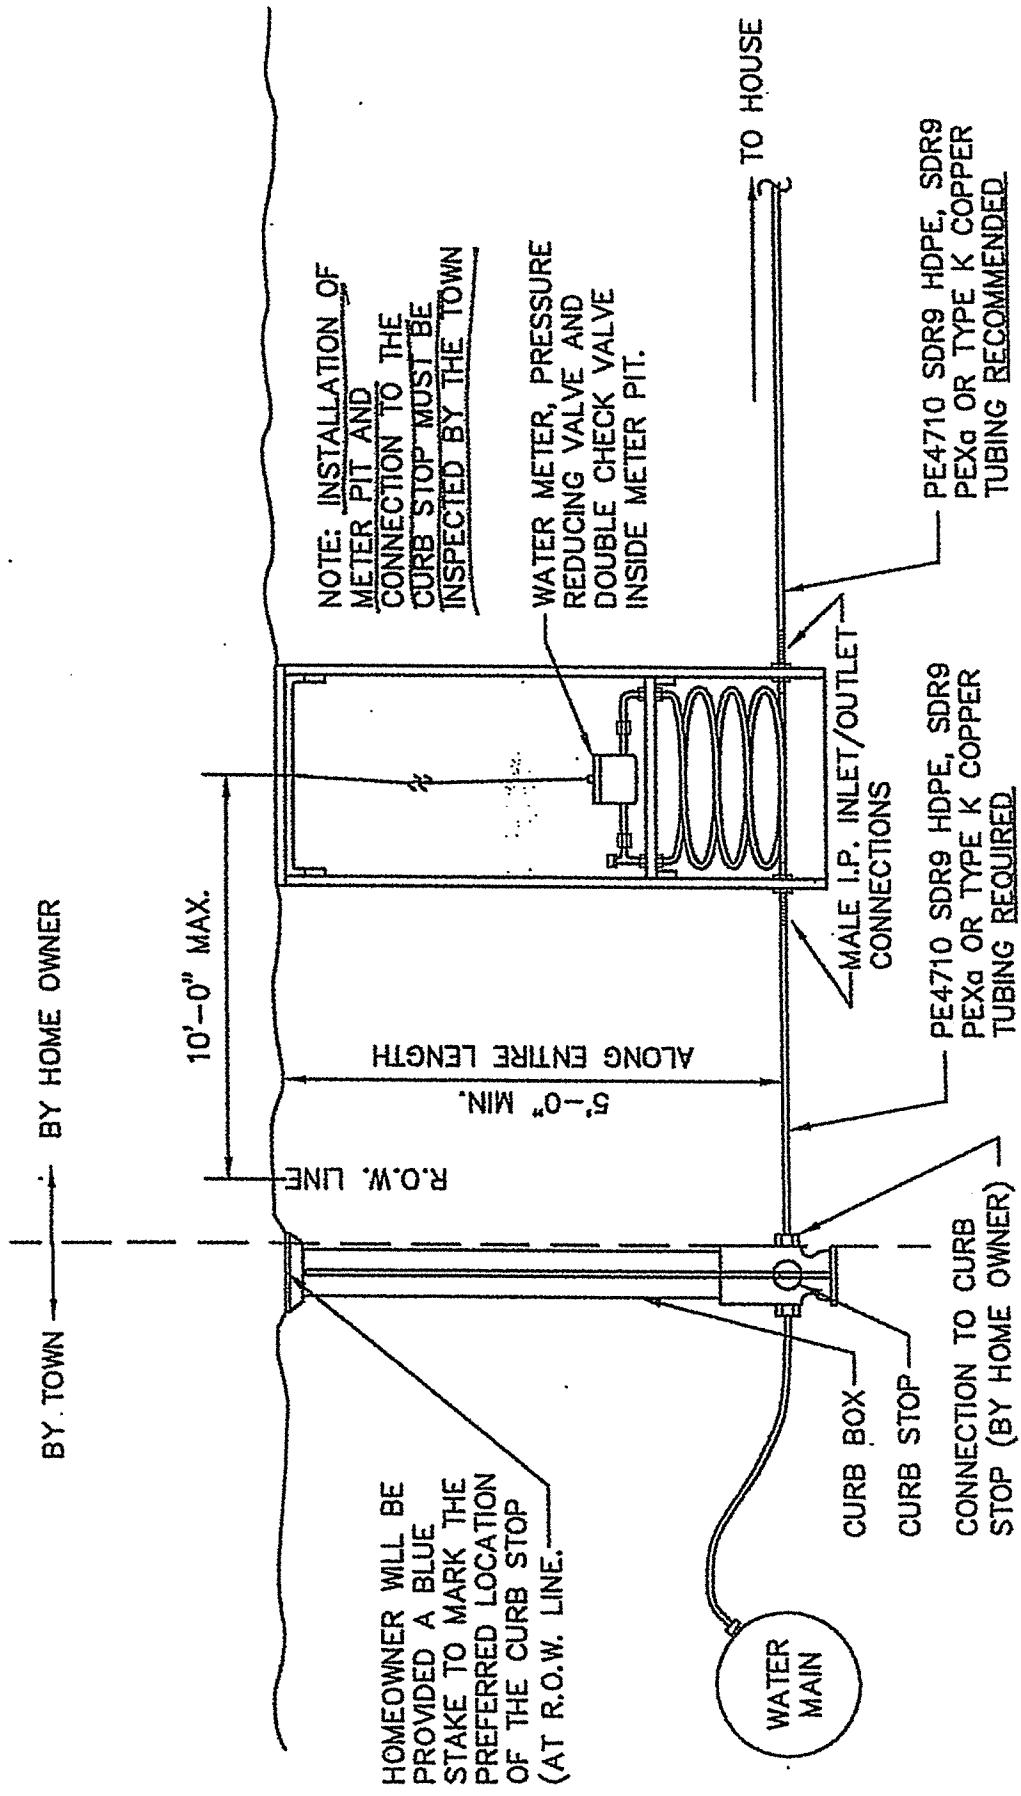 BY TOWN
BY HOME OWNER
10'-0" MAX.
R.O.W. LINE
5'-0" MIN.
ALONG ENTIRE LENGTH
HOMEOWNER WILL BE
PROVIDED A BLUE
STAKE TO MARK THE
PREFERRED LOCATION
OF THE CURB STOP
(AT R.O.W. LINE.
NOTE: INSTALLATION OF
METER PIT AND
CONNECTION TO THE
CURB STOP MUST BE
INSPECTED BY THE TOWN
WATER METER, PRESSURE
REDUCING VALVE AND
DOUBLE CHECK VALVE
INSIDE METER PIT.
TO HOUSE
WATER
MAIN
CURB BOX
CURB STOP
CONNECTION TO CURB
STOP (BY HOME OWNER)
MALE I.P. INLET/OUTLET
CONNECTIONS
PE4710 SDR9 HDPE, SDR9
PEXa OR TYPE K COPPER
TUBING REQUIRED
PE4710 SDR9 HDPE, SDR9
PEXa OR TYPE K COPPER
TUBING RECOMMENDED